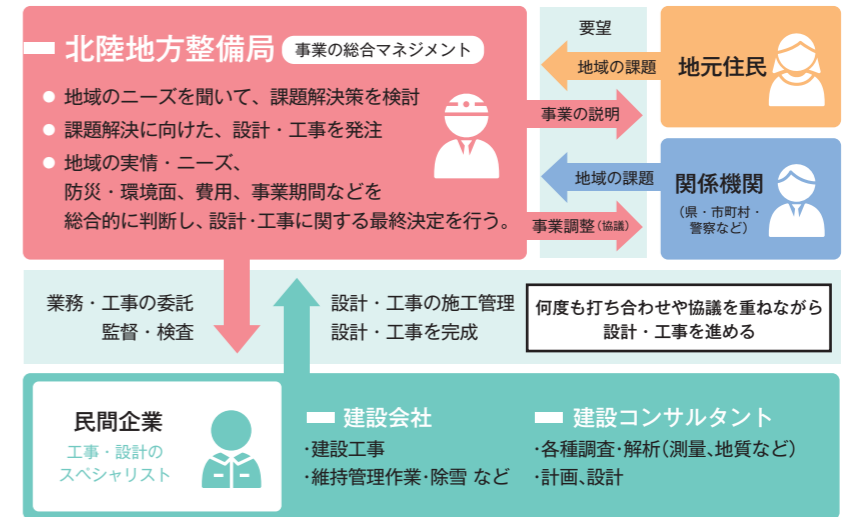 北陸地方整備局
事業の総合マネジメント
● 地域のニーズを聞いて、課題解決策を検討
● 課題解決に向けた、設計・工事を発注
● 地域の実情・ニーズ、
防災・環境面、費用、事業期間などを
総合的に判断し、設計・工事に関する最終決定を行う。
要望
地域の課題
事業の説明
地元住民
地域の課題
事業調整(協議)
関係機関
(県・市町村・
警察など)
業務・工事の委託
監督・検査
設計・工事の施工管理
設計・工事を完成
何度も打ち合わせや協議を重ねながら
設計・工事を進める
民間企業
工事・設計の
スペシャリスト
建設会社
・建設工事
・維持管理作業・除雪 など
建設コンサルタント
・各種調査・解析(測量、地質など)
・計画、設計